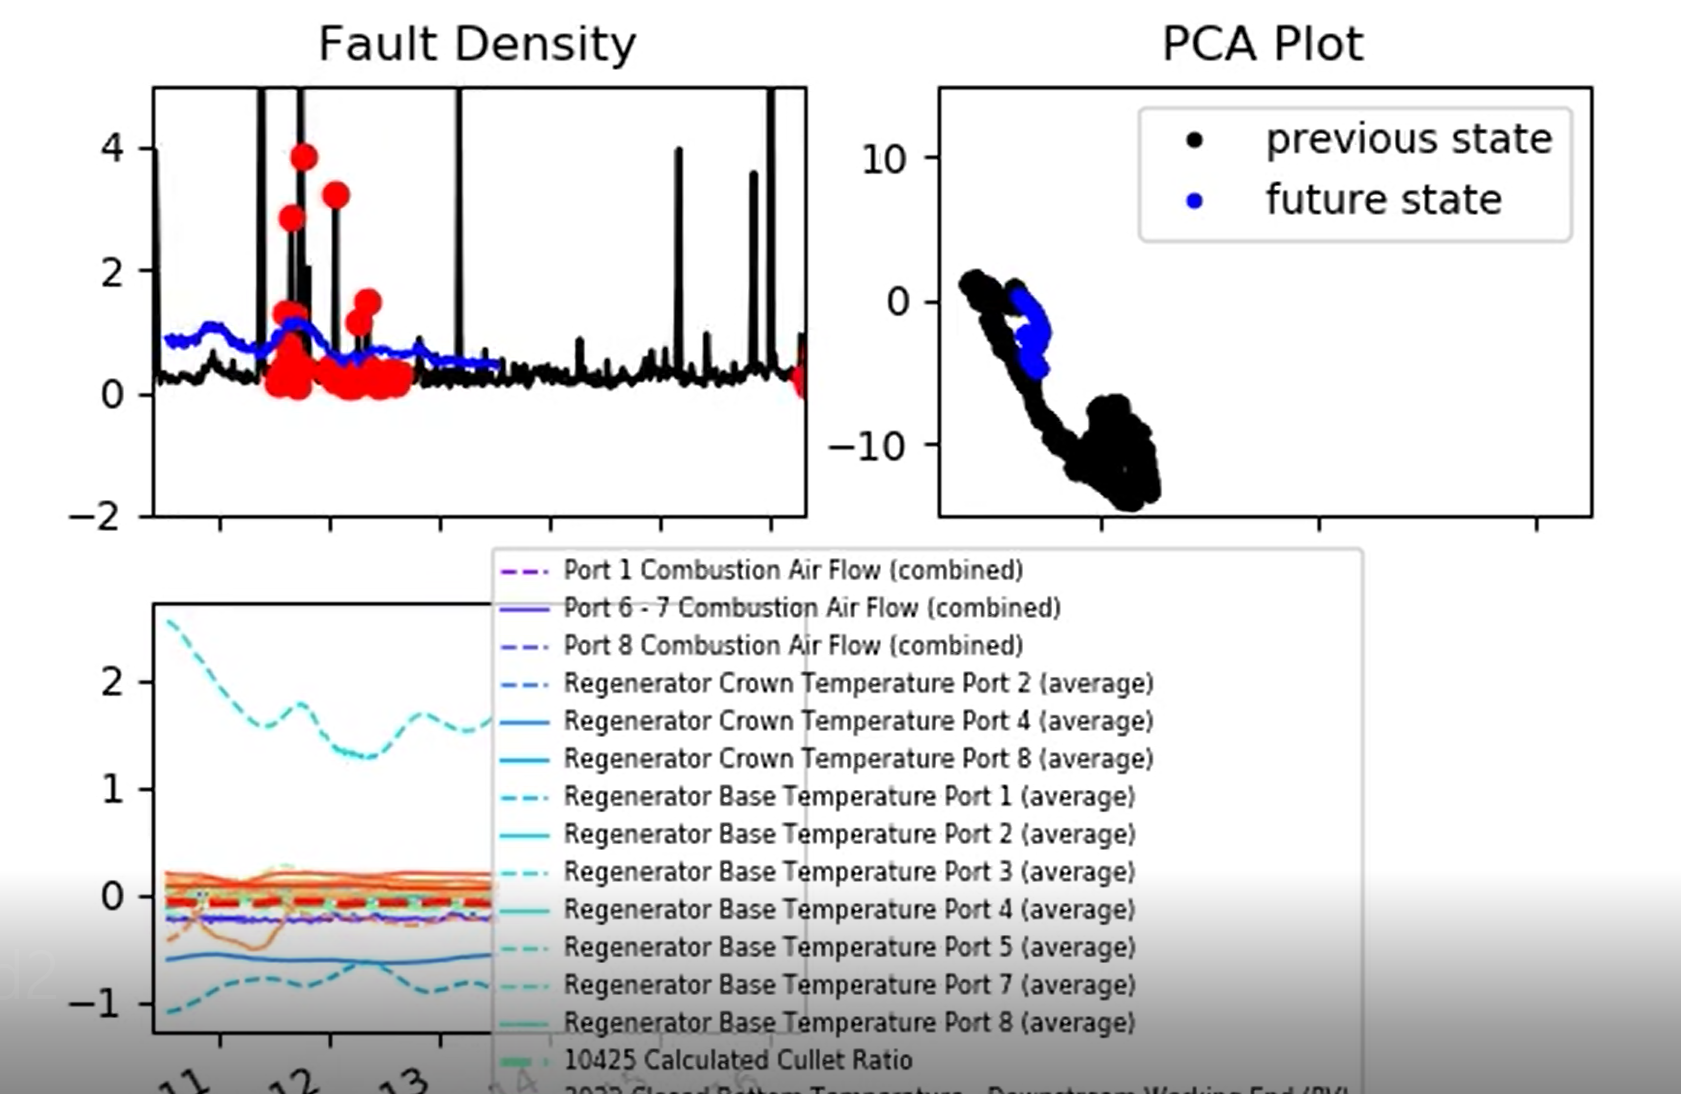 Fault Density
4
2
0
−2
PCA Plot
10
0
−10
previous state
future state
2
1
0
−1
11
12
13
14
15
16
Port 1 Combustion Air Flow (combined)
Port 6 - 7 Combustion Air Flow (combined)
Port 8 Combustion Air Flow (combined)
Regenerator Crown Temperature Port 2 (average)
Regenerator Crown Temperature Port 4 (average)
Regenerator Crown Temperature Port 8 (average)
Regenerator Base Temperature Port 1 (average)
Regenerator Base Temperature Port 2 (average)
Regenerator Base Temperature Port 3 (average)
Regenerator Base Temperature Port 4 (average)
Regenerator Base Temperature Port 5 (average)
Regenerator Base Temperature Port 7 (average)
Regenerator Base Temperature Port 8 (average)
10425 Calculated Cullet Ratio
d2